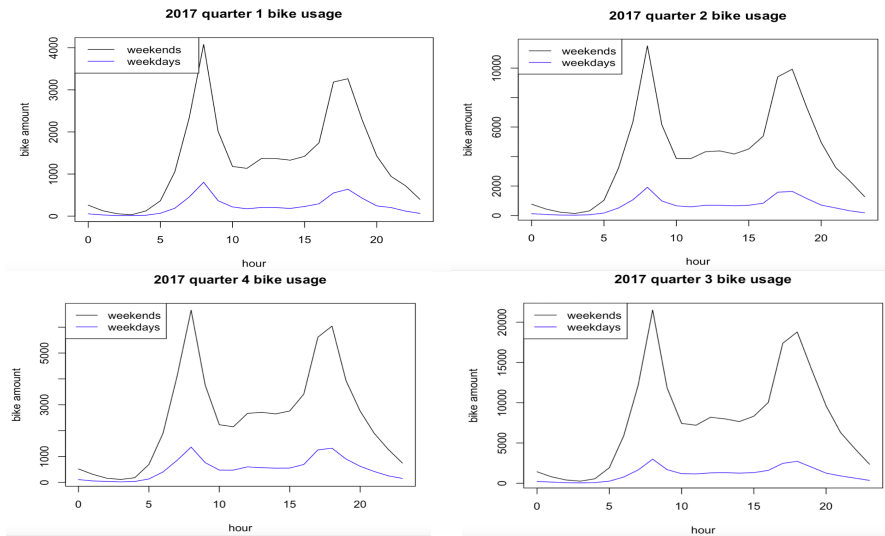 2017 quarter 1 bike usage
weekends
weekdays
bike amount
0 1000 2000 3000 4000
0 5 10 15 20
hour
2017 quarter 2 bike usage
weekends
weekdays
bike amount
0 2000 6000 10000
0 5 10 15 20
hour
2017 quarter 4 bike usage
weekends
weekdays
bike amount
0 1000 3000 5000
0 5 10 15 20
hour
2017 quarter 3 bike usage
weekends
weekdays
bike amount
0 5000 10000 15000 20000
0 5 10 15 20
hour